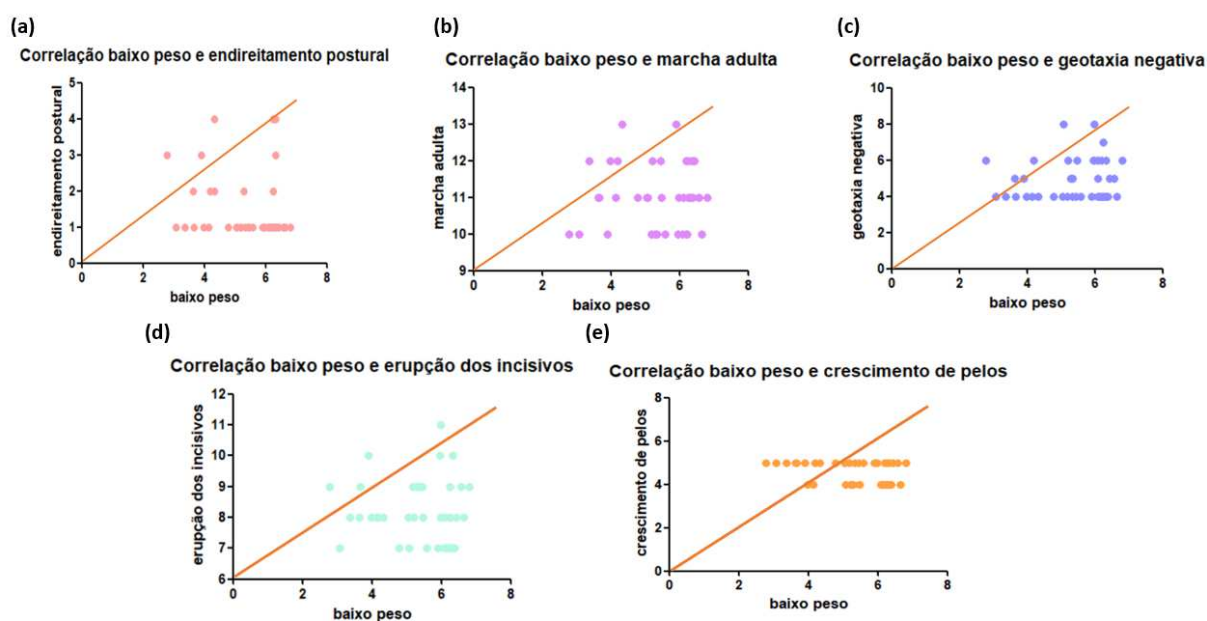 (a)
Correlação baixo peso e endireitamento postural
endireitamento postural
5
4
3
2
1
0
0 2 4 6 8
baixo peso
(b)
Correlação baixo peso e marcha adulta
marcha adulta
14
13
12
11
10
9
0 2 4 6 8
baixo peso
(c)
Correlação baixo peso e geotaxia negativa
geotaxia negativa
10
8
6
4
2
0
0 2 4 6 8
baixo peso
(d)
Correlação baixo peso e erupção dos incisivos
erupção dos incisivos
12
11
10
9
8
7
6
0 2 4 6 8
baixo peso
(e)
Correlação baixo peso e crescimento de pelos
crescimento de pelos
8
6
4
2
0
0 2 4 6 8
baixo peso